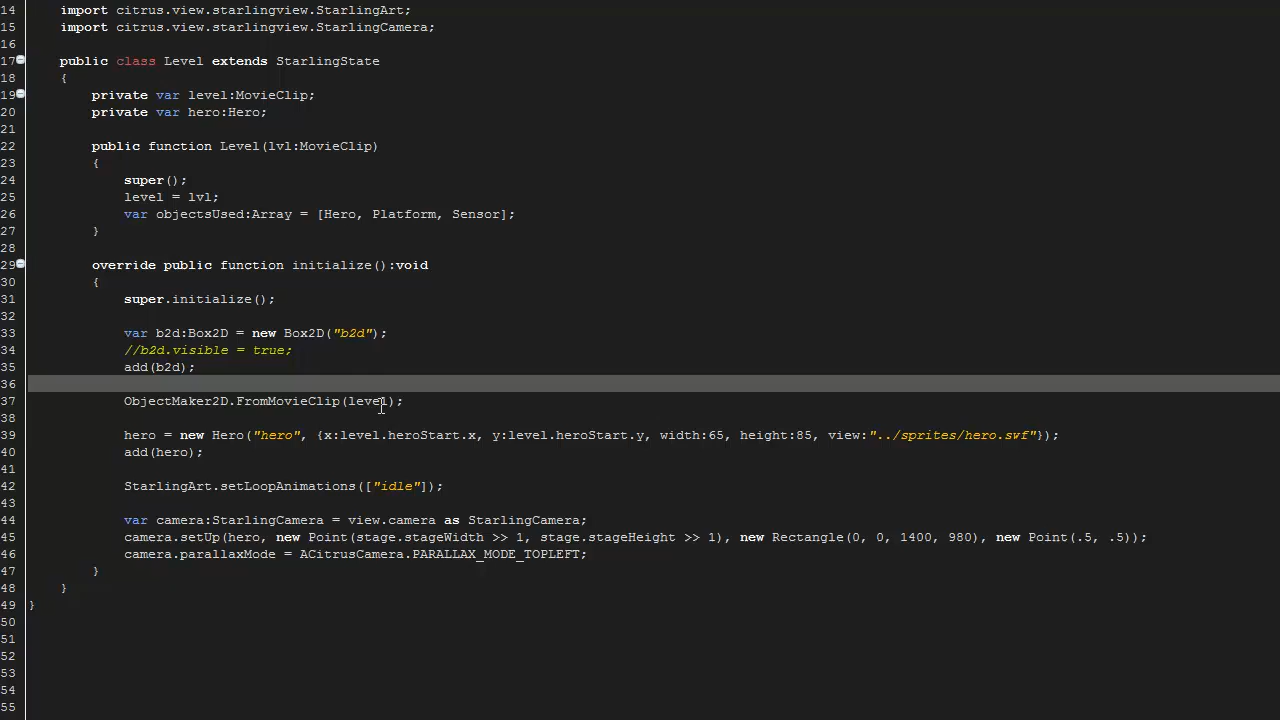 14 import citrus.view.starlingview.StarlingArt;
15 import citrus.view.starlingview.StarlingCamera;
16
17 public class Level extends StarlingState
18 {
19 private var level:MovieClip;
20 private var hero:Hero;
21
22 public function Level(lvl:MovieClip)
23 {
24 super();
25 level = lvl;
26 var objectsUsed:Array = [Hero, Platform, Sensor];
27 }
28
29 override public function initialize():void
30 {
31 super.initialize();
32
33 var b2d:Box2D = new Box2D("b2d");
34 //b2d.visible = true;
35 add(b2d);
36
37 ObjectMaker2D.FromMovieClip(level);
38
39 hero = new Hero("hero", {x:level.heroStart.x, y:level.heroStart.y, width:65, height:85, view:"../sprites/hero.swf"});
40 add(hero);
41
42 StarlingArt.setLoopAnimations(["idle"]);
43
44 var camera:StarlingCamera = view.camera as StarlingCamera;
45 camera.setUp(hero, new Point(stage.stageWidth >> 1, stage.stageHeight >> 1), new Rectangle(0, 0, 1400, 980), new Point(.5, .5));
46 camera.parallaxMode = ACitrusCamera.PARALLAX_MODE_TOPLEFT;
47 }
48 }
49 }
50
51
52
53
54
55